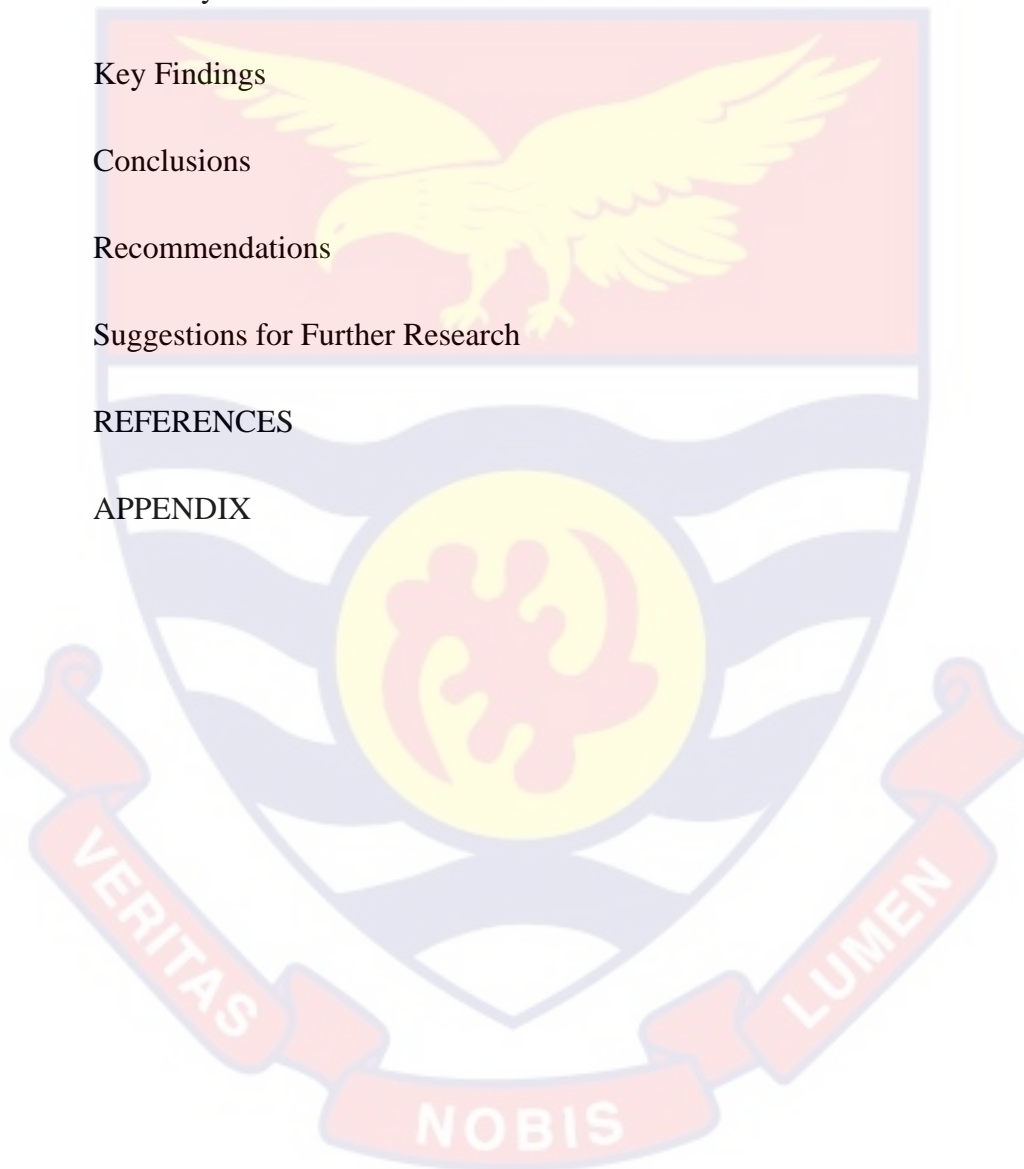 Key Findings
Conclusions
Recommendations
Suggestions for Further Research
REFERENCES
APPENDIX
VERITAS
NOBIS
LUMEN